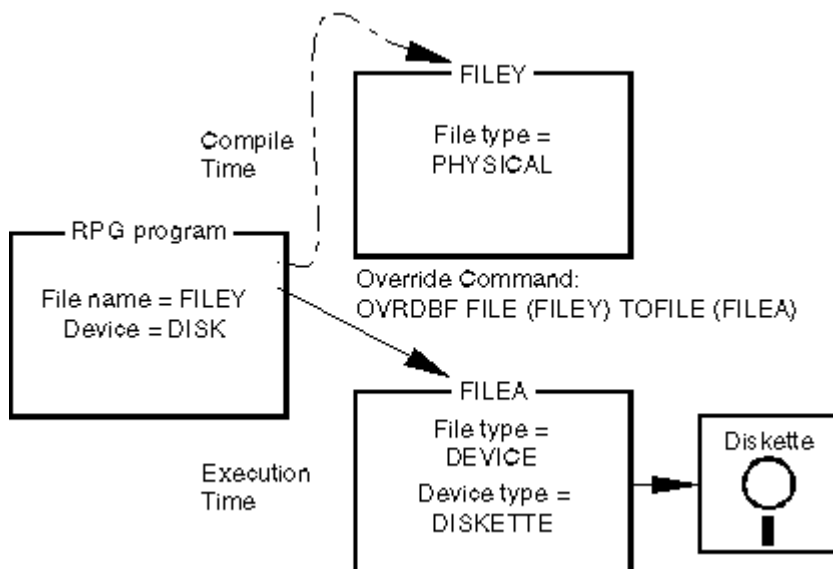 FILEY
File type =
PHYSICAL
Compile
Time
RPG program
File name = FILEY
Device = DISK
Override Command:
OVRDBF FILE (FILEY) TOFILE (FILEA)
FILEA
File type =
DEVICE
Device type =
DISKETTE
Diskette
Execution
Time